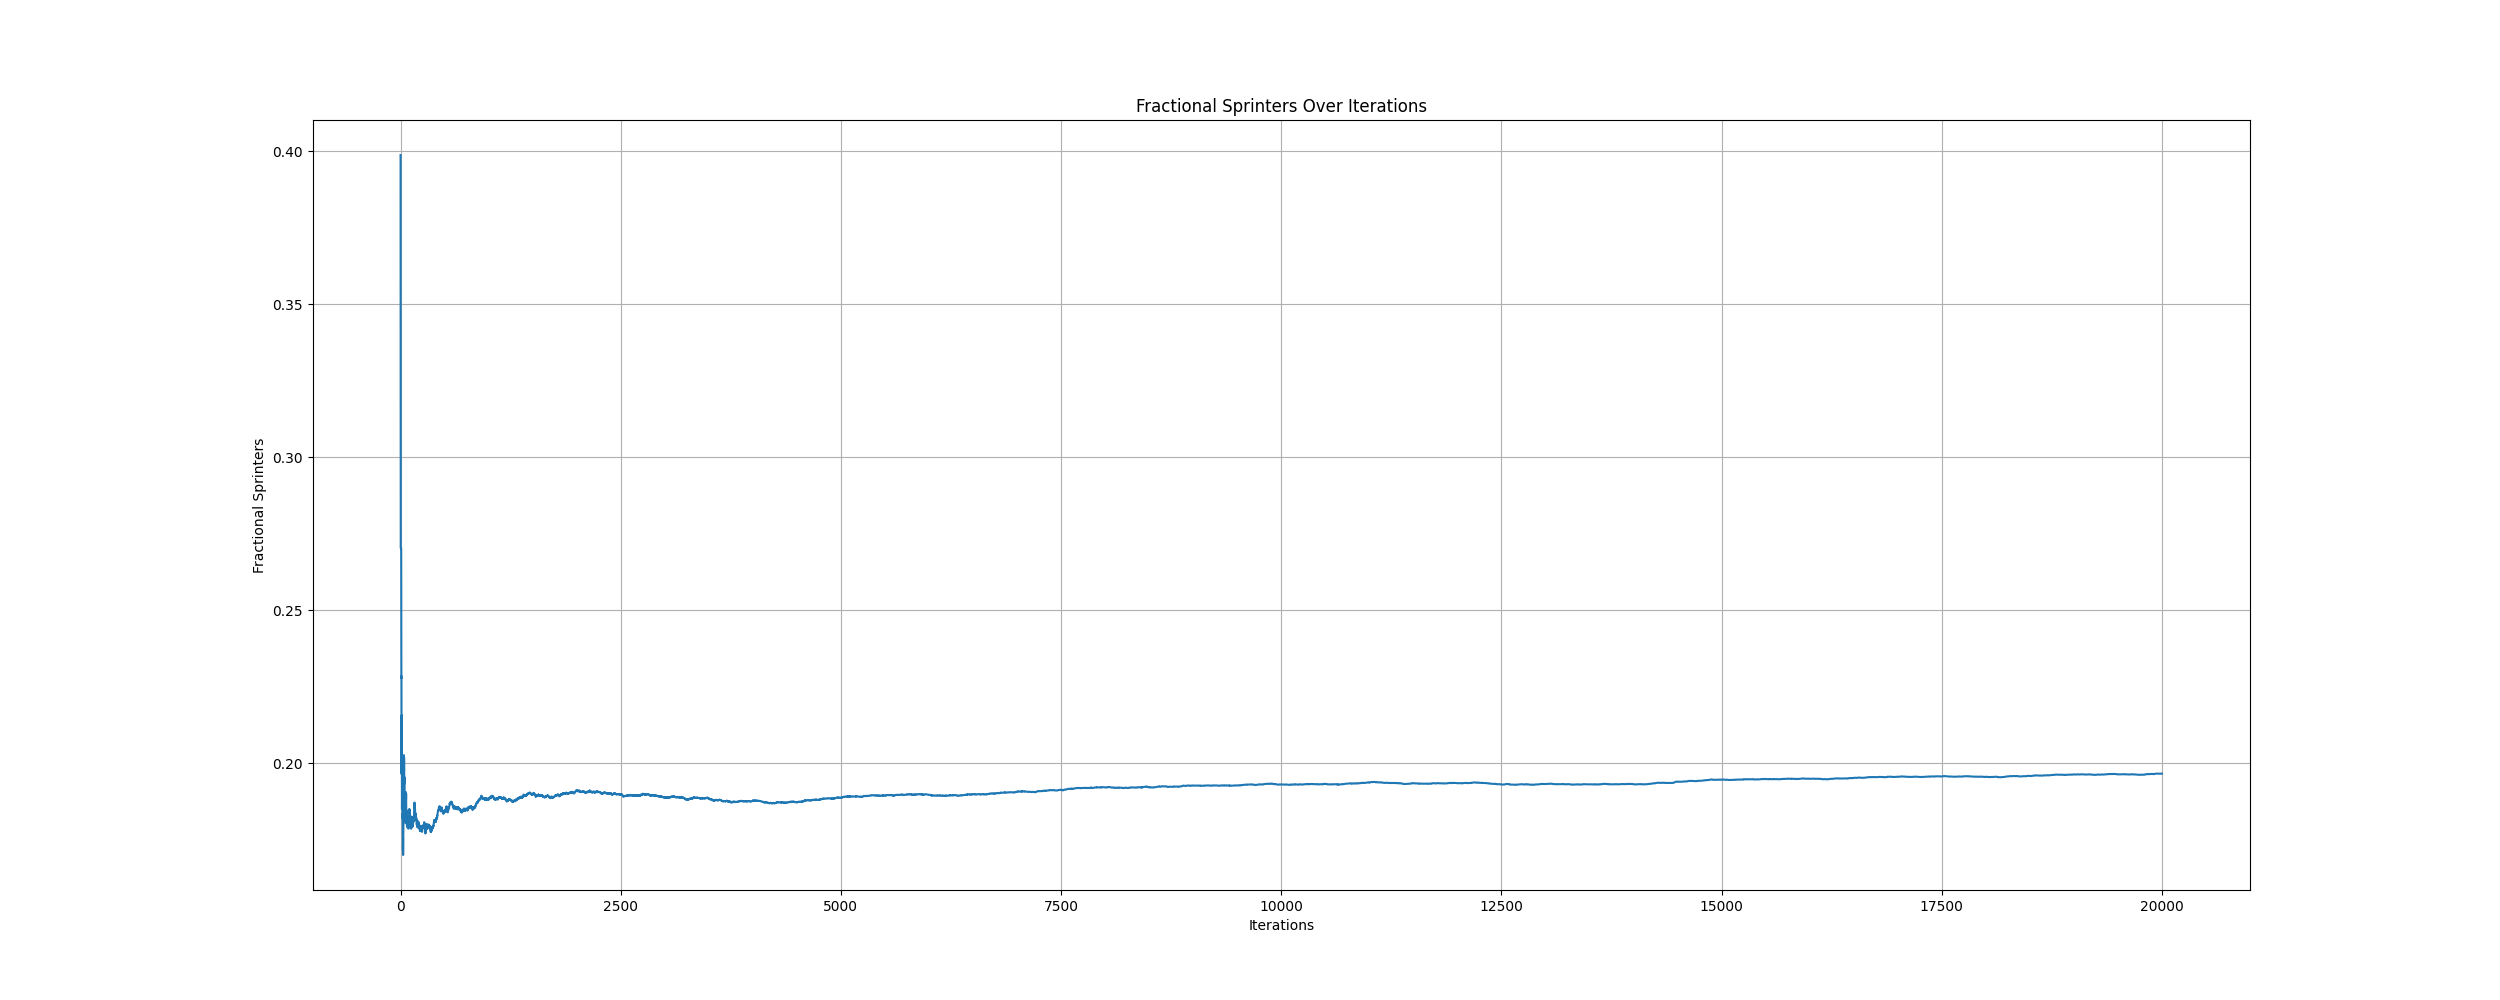 Fractional Sprinters Over Iterations
0.40
0.35
0.30
0.25
0.20
Fractional Sprinters
0 2500 5000 7500 10000 12500 15000 17500 20000
Iterations